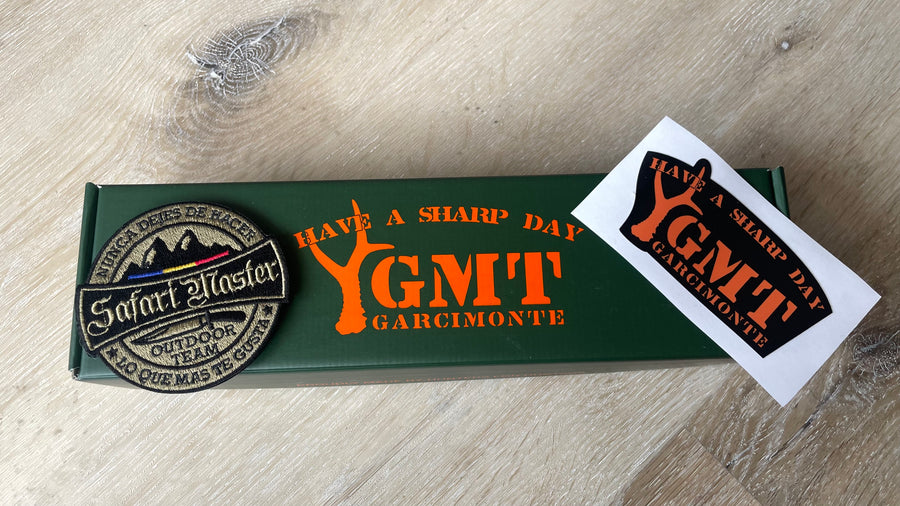 NUNCA DEJES DE HACER
Safari Master
OUTDOOR
TEAM
LO QUE MAS TE GUSTA
HAVE A SHARP DAY
GMT
GARCIMONTE
HAVE A SHARP DAY
GMT
GARCIMONTE